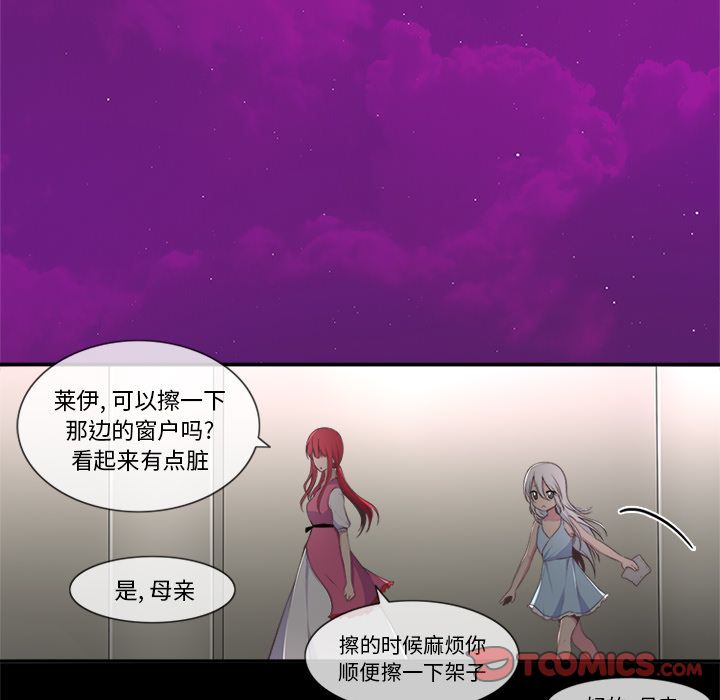 莱伊, 可以擦一下
那边的窗户吗?
看起来有点脏
是, 母亲
擦的时候麻烦你
顺便擦一下架子
TOCOMICS.COM